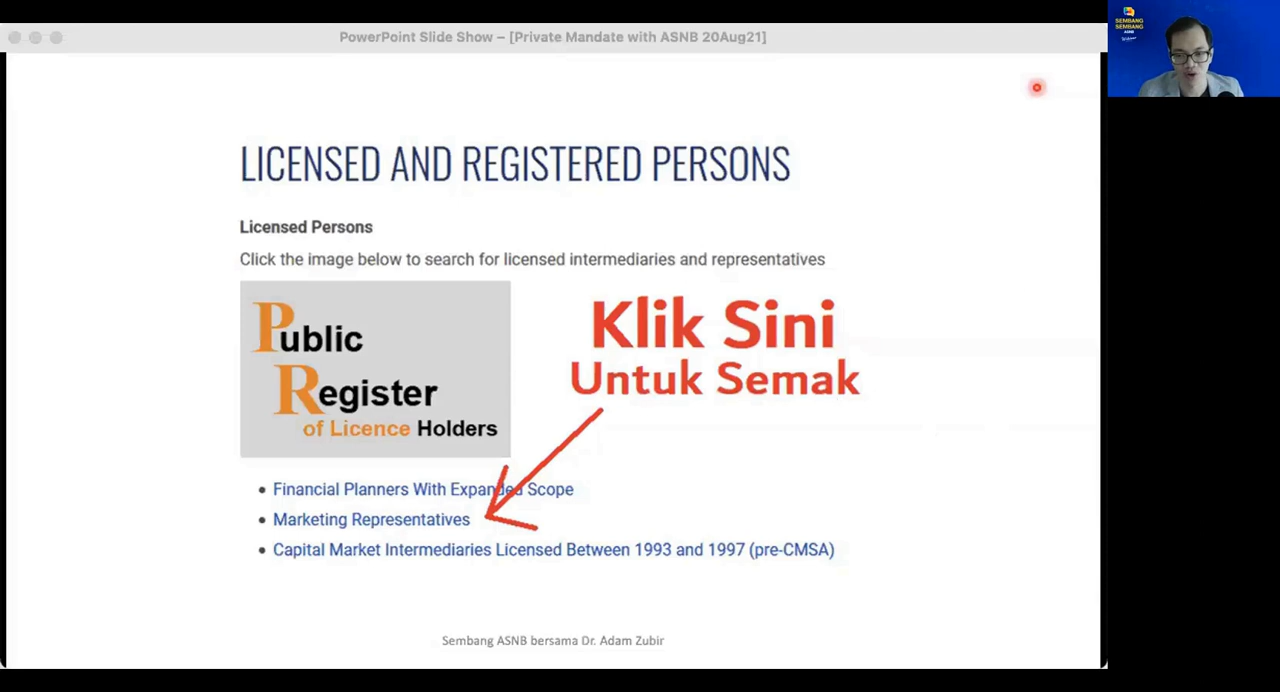 PowerPoint Slide Show – [Private Mandate with ASNB 20Aug21]
SEMBANG
SEMBANG
ASNB
LICENSED AND REGISTERED PERSONS
Licensed Persons
Click the image below to search for licensed intermediaries and representatives
Public
Register
of Licence Holders
Klik Sini
Untuk Semak
• Financial Planners With Expanded Scope
• Marketing Representatives
• Capital Market Intermediaries Licensed Between 1993 and 1997 (pre-CMSA)
Sembang ASNB bersama Dr. Adam Zubir